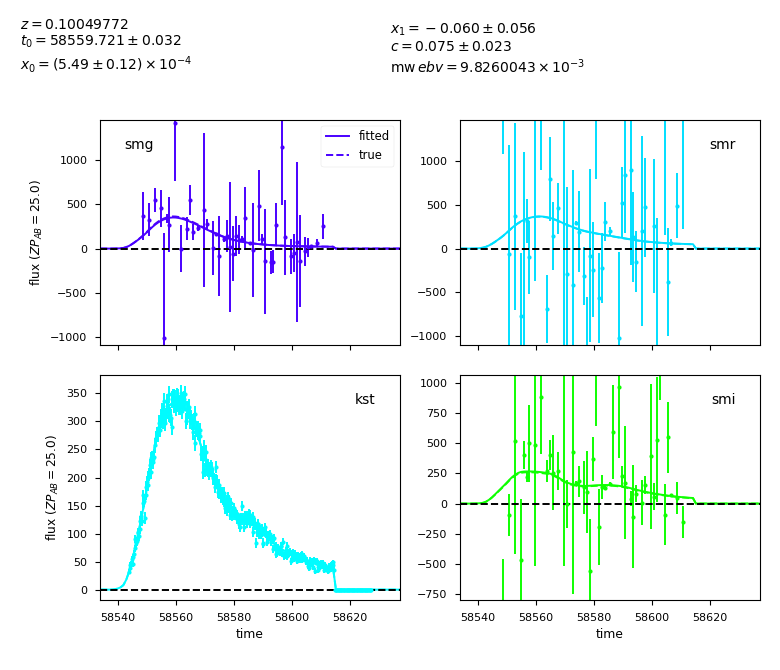 z = 0.10049772
t₀ = 58559.721 ± 0.032
x₀ = (5.49 ± 0.12) × 10⁻⁴
x₁ = −0.060 ± 0.056
c = 0.075 ± 0.023
mw ebv = 9.8260043 × 10⁻³
smg
fitted
true
1000
500
0
−500
−1000
flux (ZP_AB = 25.0)
smr
1000
500
0
−500
−1000
kst
350
300
250
200
150
100
50
0
flux (ZP_AB = 25.0)
58540 58560 58580 58600 58620
time
smi
1000
750
500
250
0
−250
−500
−750
58540 58560 58580 58600 58620
time